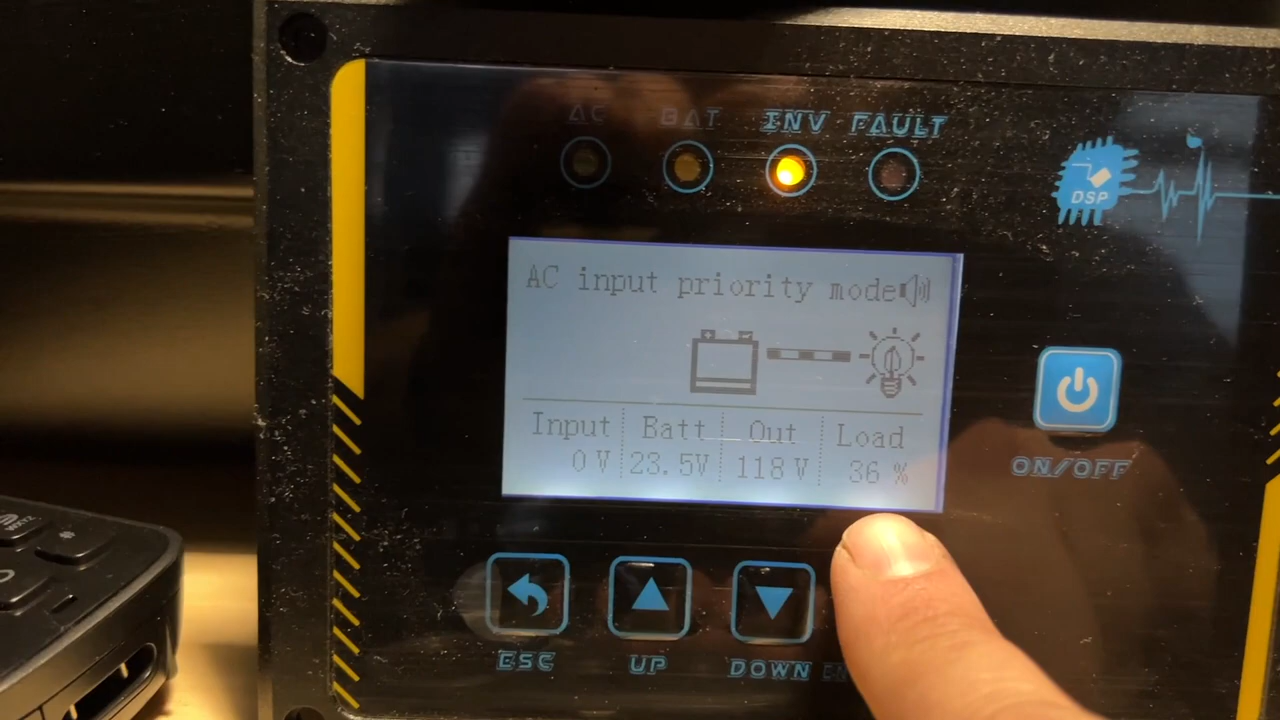 AC BAT INV FAULT
DSP
AC input priority mode
Input Batt Out Load
0 V 23.5V 118 V 36 %
ON/OFF
ESC UP DOWN
WXYZ